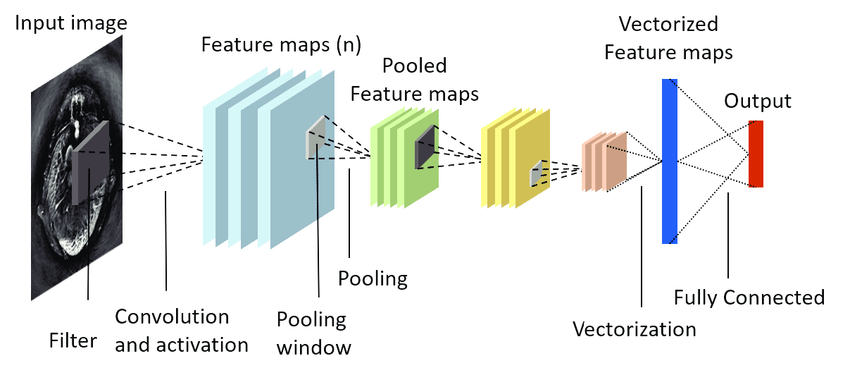 Input image
Feature maps (n)
Pooled
Feature maps
Vectorized
Feature maps
Output
Filter
Convolution
and activation
Pooling
window
Pooling
Vectorization
Fully Connected